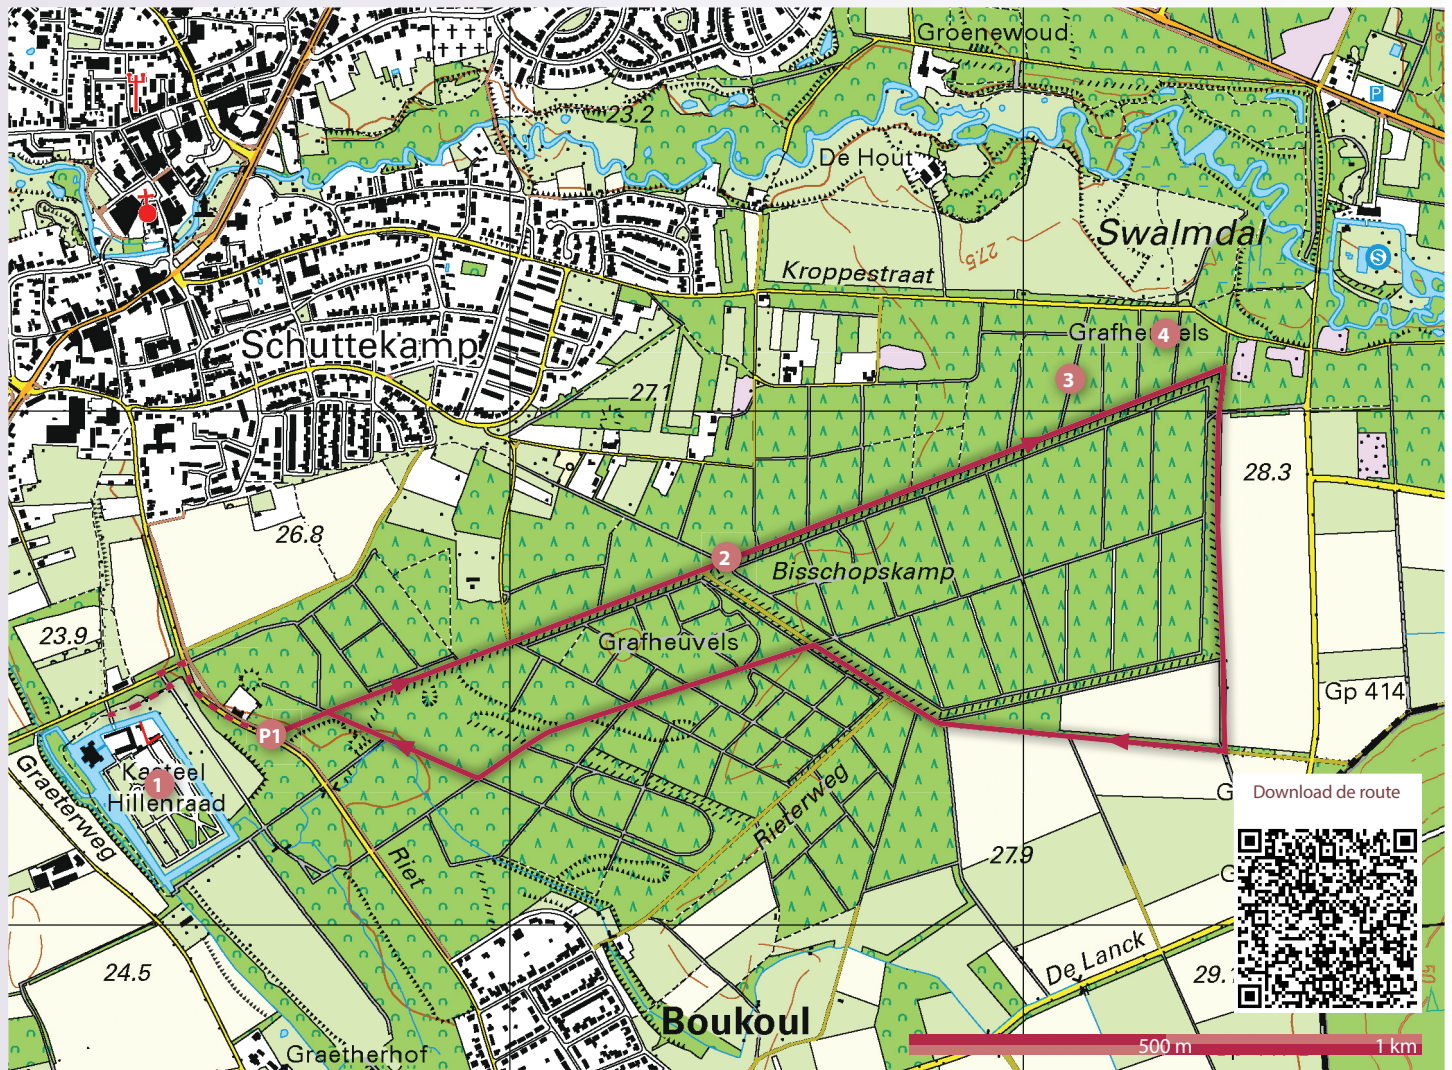 Groenewoud
23.2
P
De Hout
Swalmdal
S
27.5
Kroppestraat
Schuttekamp
4
3
27.1
28.3
26.8
2
Bisschopskamp
23.9
Grafheuvels
Gp 414
P1
Kasteel
1
Hillenraad
Graeterweg
Download de route
Rieterweg
27.9
Riet
24.5
De Lanck
Boukoul
Graetherhof
500 m
1 km